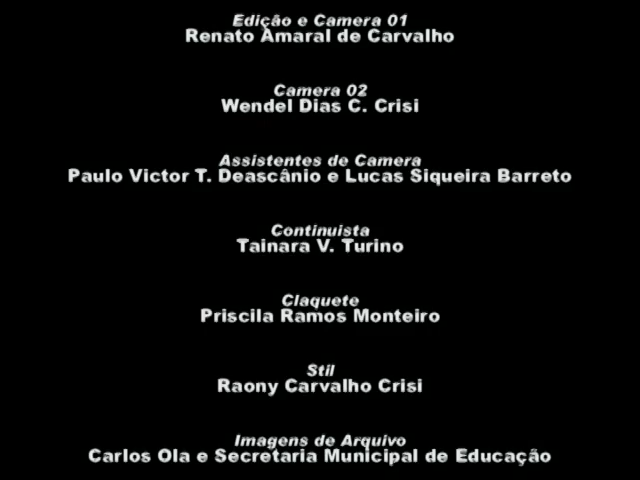 Edição e Camera 01
Renato Amaral de Carvalho
Camera 02
Wendel Dias C. Crisi
Assistentes de Camera
Paulo Victor T. Deascânio e Lucas Siqueira Barreto
Continuista
Tainara V. Turino
Claquete
Priscila Ramos Monteiro
Stil
Raony Carvalho Crisi
Imagens de Arquivo
Carlos Ola e Secretaria Municipal de Educação